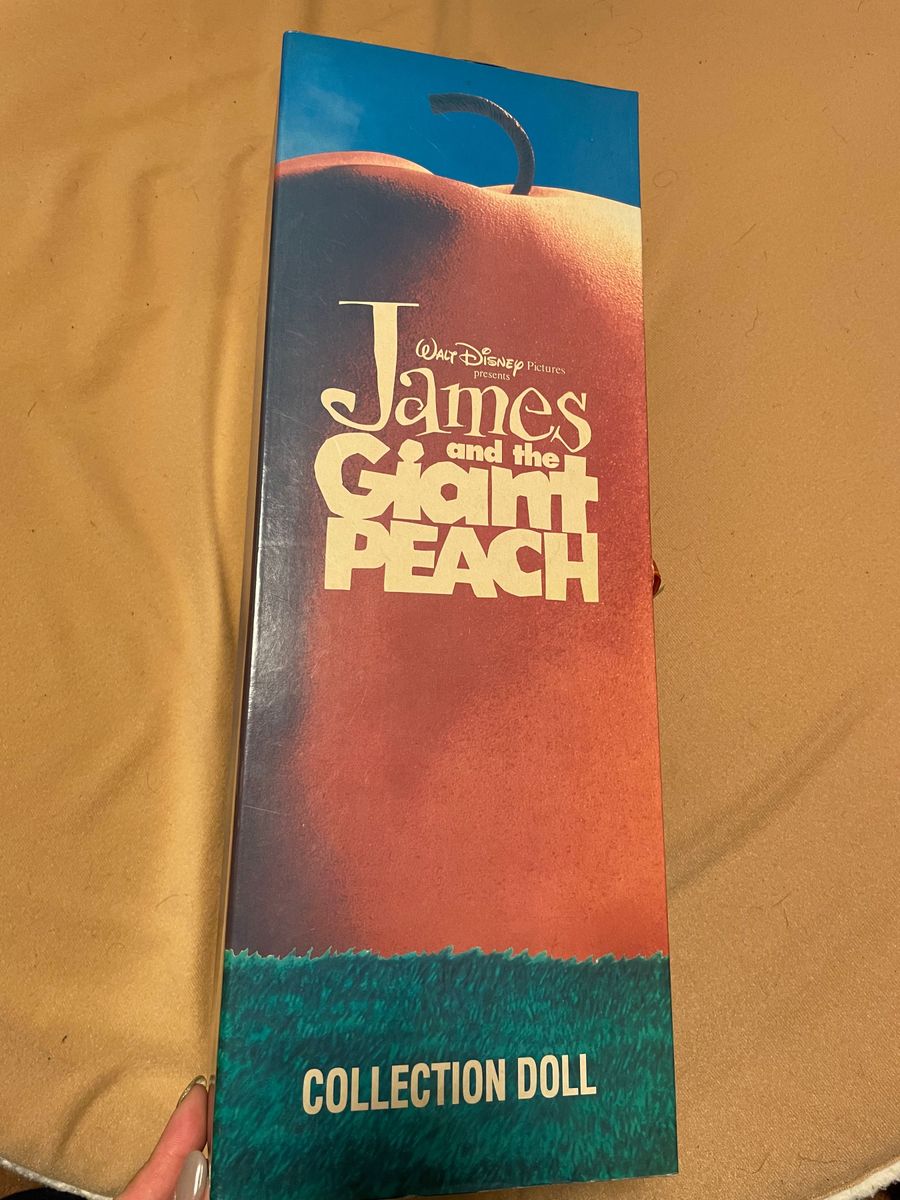 Walt Disney Pictures
presents
James
and the
Giant
PEACH
COLLECTION DOLL